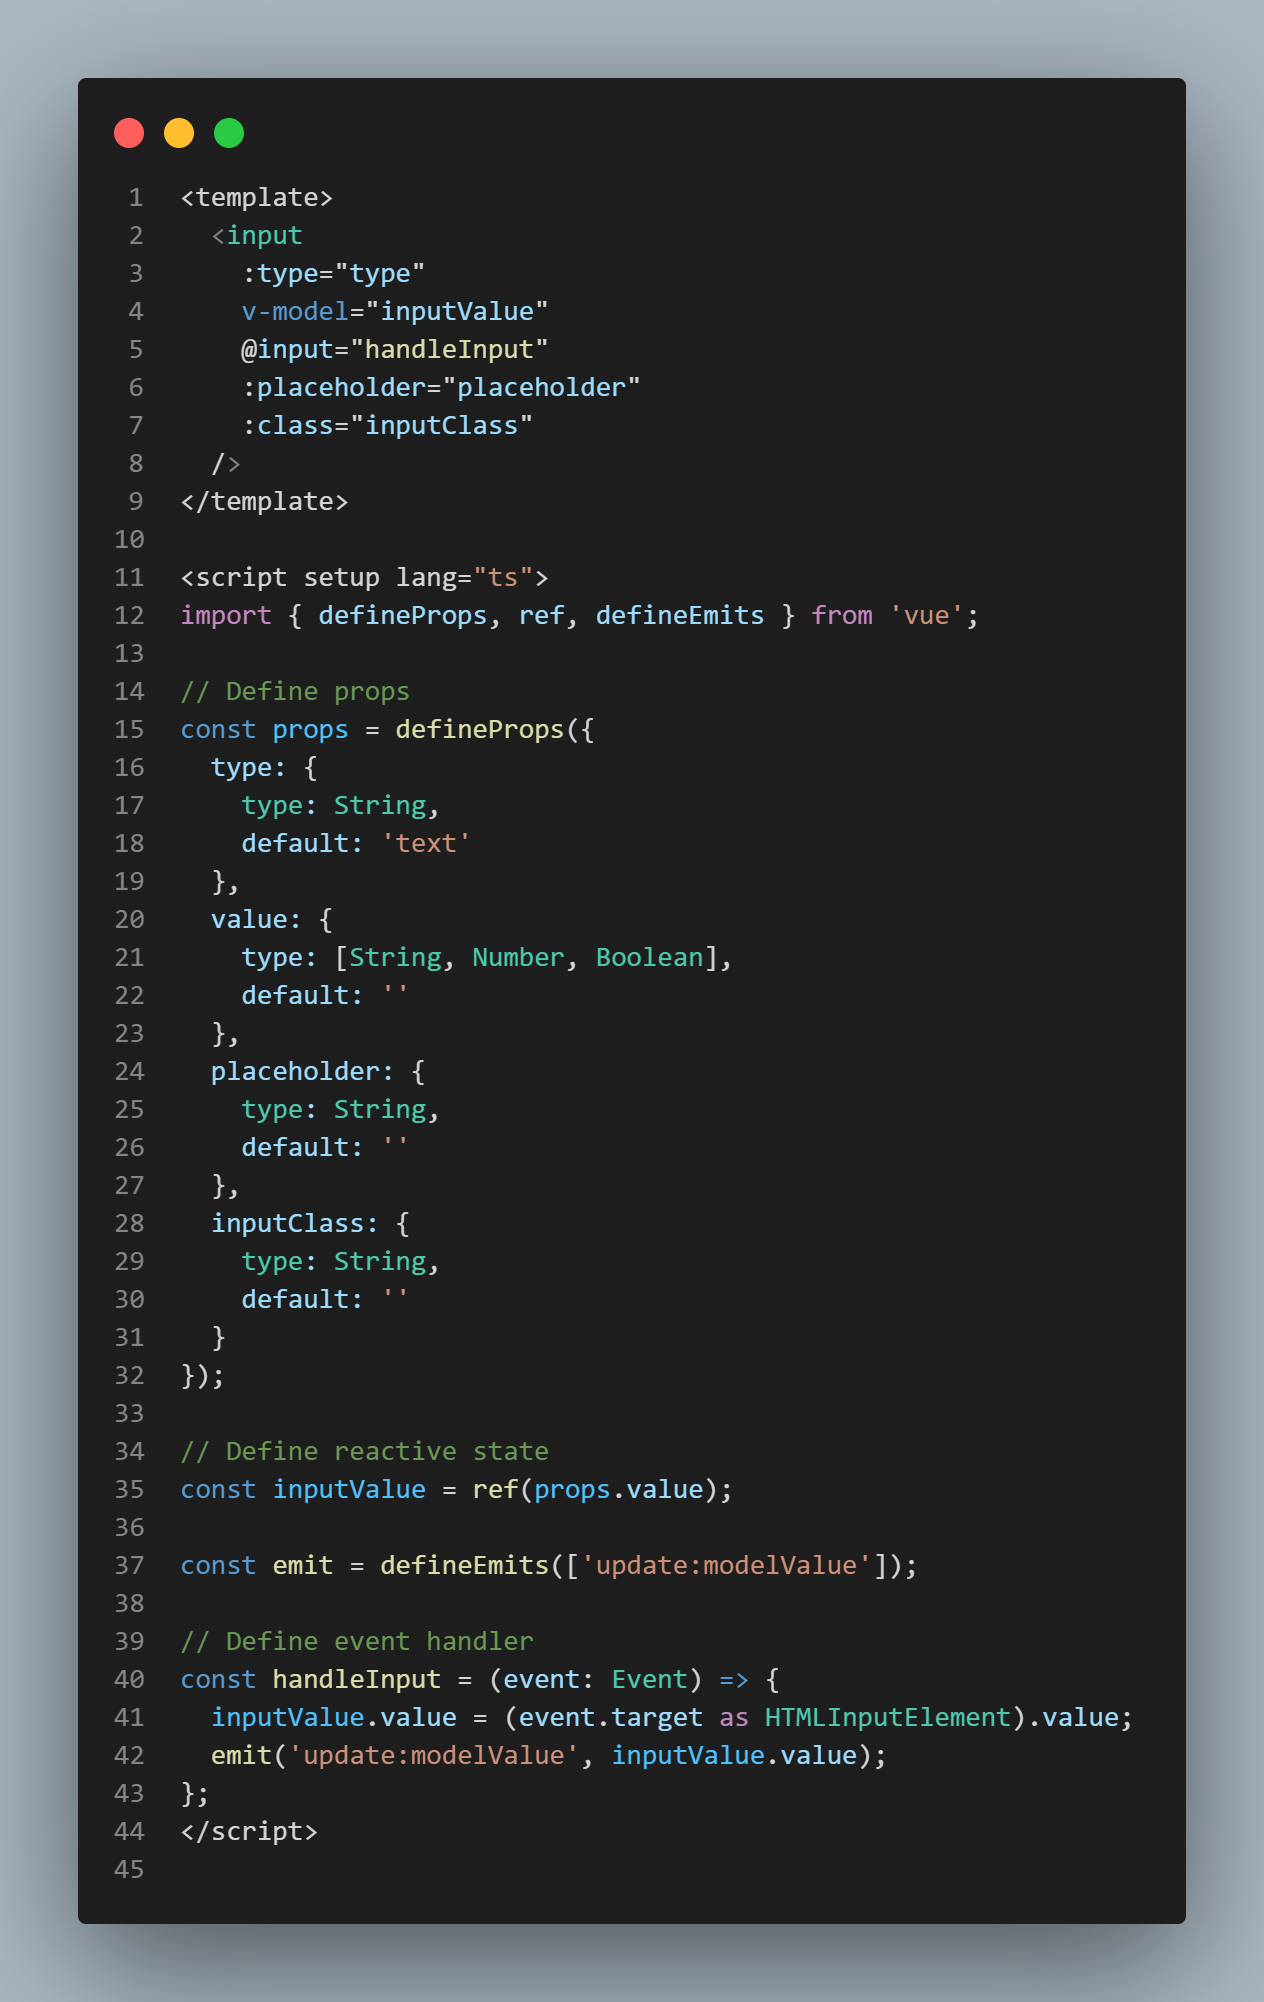 1 <template>
2   <input
3     :type="type"
4     v-model="inputValue"
5     @input="handleInput"
6     :placeholder="placeholder"
7     :class="inputClass"
8   />
9 </template>
10
11 <script setup lang="ts">
12 import { defineProps, ref, defineEmits } from 'vue';
13
14 // Define props
15 const props = defineProps({
16   type: {
17     type: String,
18     default: 'text'
19   },
20   value: {
21     type: [String, Number, Boolean],
22     default: ''
23   },
24   placeholder: {
25     type: String,
26     default: ''
27   },
28   inputClass: {
29     type: String,
30     default: ''
31   }
32 });
33
34 // Define reactive state
35 const inputValue = ref(props.value);
36
37 const emit = defineEmits(['update:modelValue']);
38
39 // Define event handler
40 const handleInput = (event: Event) => {
41   inputValue.value = (event.target as HTMLInputElement).value;
42   emit('update:modelValue', inputValue.value);
43 };
44 </script>
45